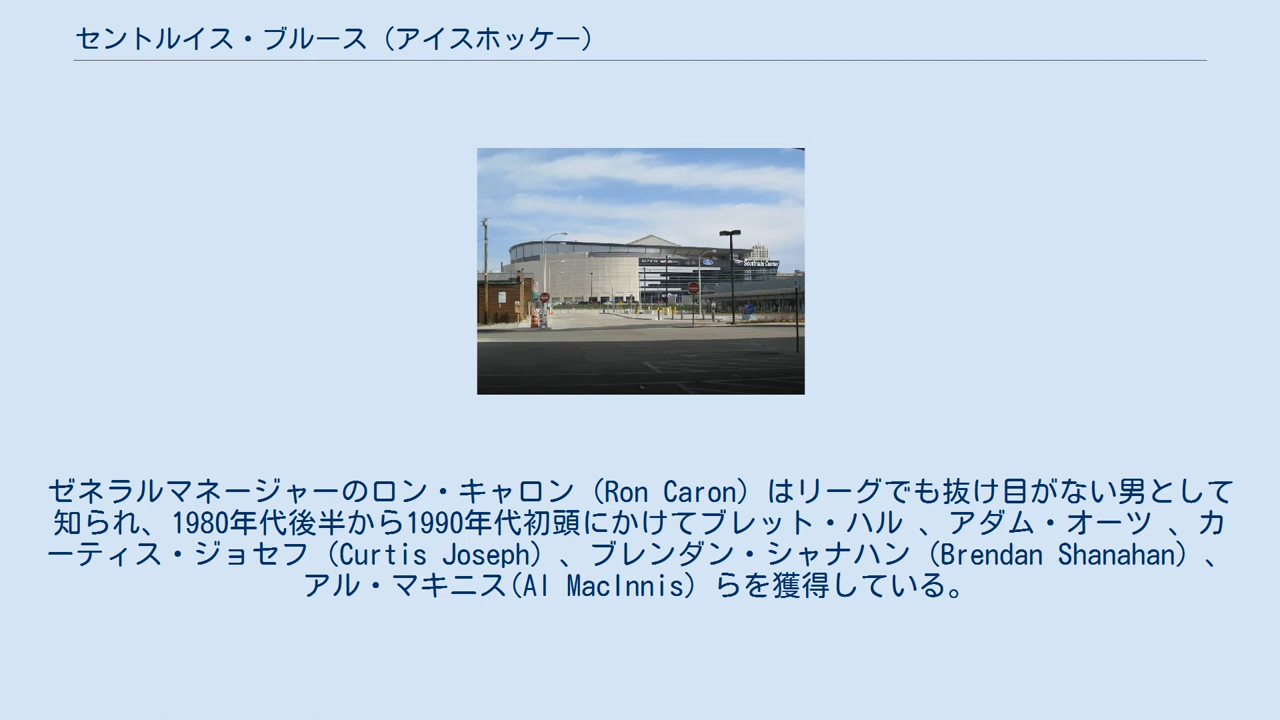 セントルイス・ブルース（アイスホッケー）
Scottrade Center
ゼネラルマネージャーのロン・キャロン（Ron Caron）はリーグでも抜け目がない男として
知られ、1980年代後半から1990年代初頭にかけてブレット・ハル 、アダム・オーツ 、カ
ーティス・ジョセフ（Curtis Joseph）、ブレンダン・シャナハン（Brendan Shanahan）、
アル・マキニス(Al MacInnis）らを獲得している。